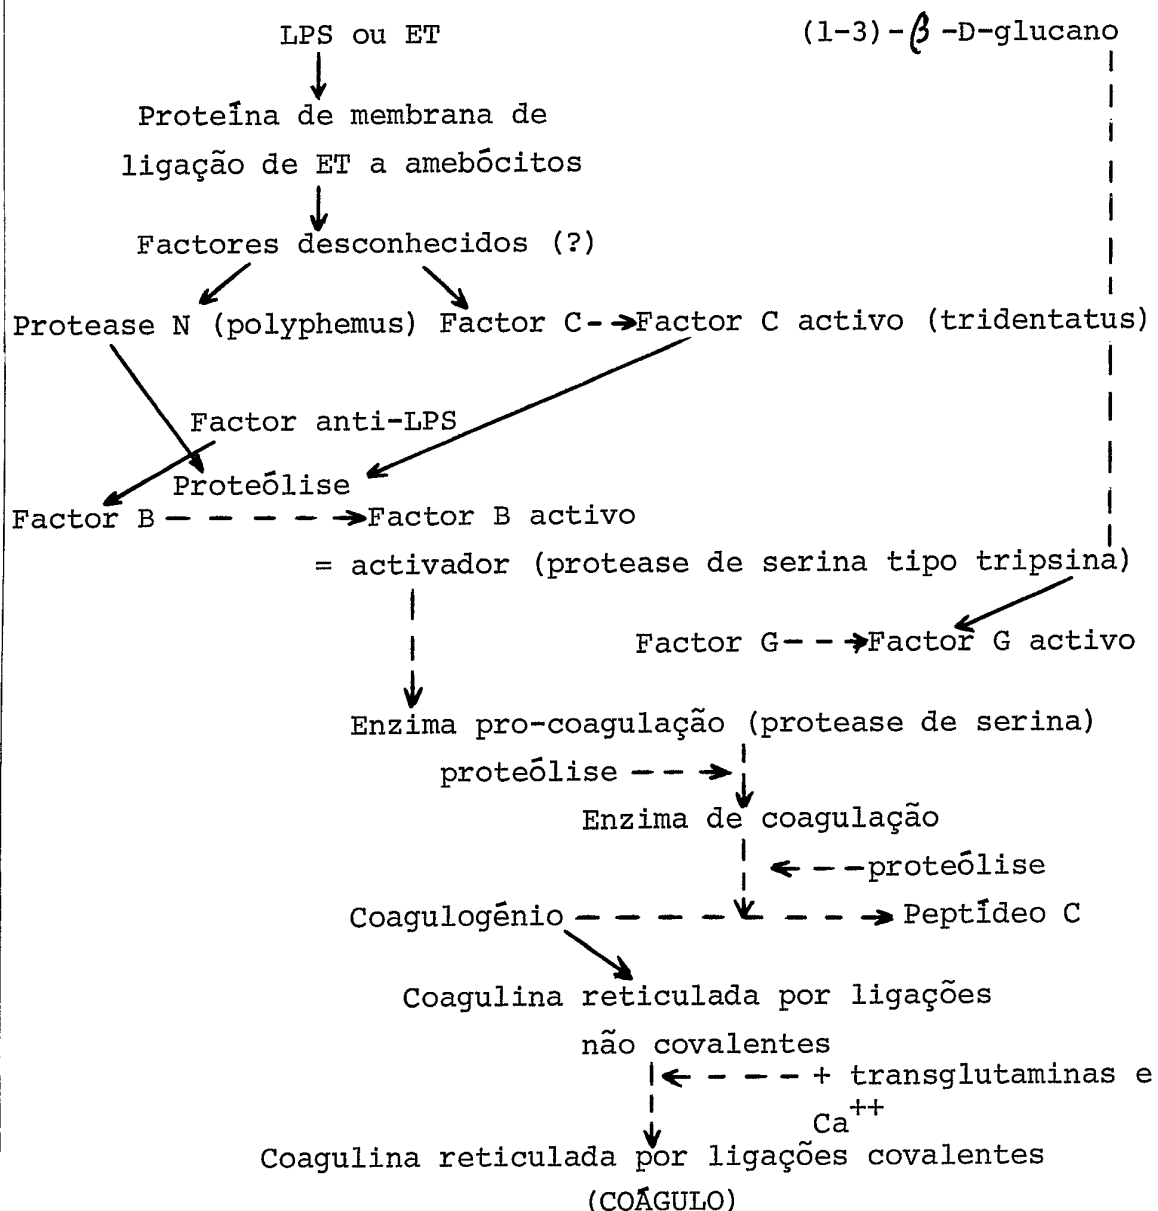 LPS ou ET
(1-3)-β-D-glucano
Proteína de membrana de
ligação de ET a amebócitos
Factores desconhecidos (?)
Protease N (polyphemus) Factor C Factor C activo (tridentatus)
Factor anti-LPS
Proteólise
Factor B Factor B activo
= activador (protease de serina tipo tripsina)
Factor G Factor G activo
Enzima pro-coagulação (protease de serina)
proteólise
Enzima de coagulação
proteólise
Coagulogénio Peptídeo C
Coagulina reticulada por ligações
não covalentes
+ transglutaminas e
Ca++
Coagulina reticulada por ligações covalentes
(COÁGULO)